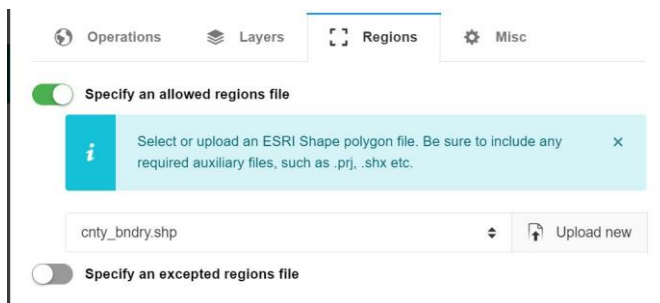 Operations Layers Regions Misc
Specify an allowed regions file
Select or upload an ESRI Shape polygon file. Be sure to include any
required auxiliary files, such as .prj, .shx etc.
cnty_bndry.shp Upload new
Specify an excepted regions file